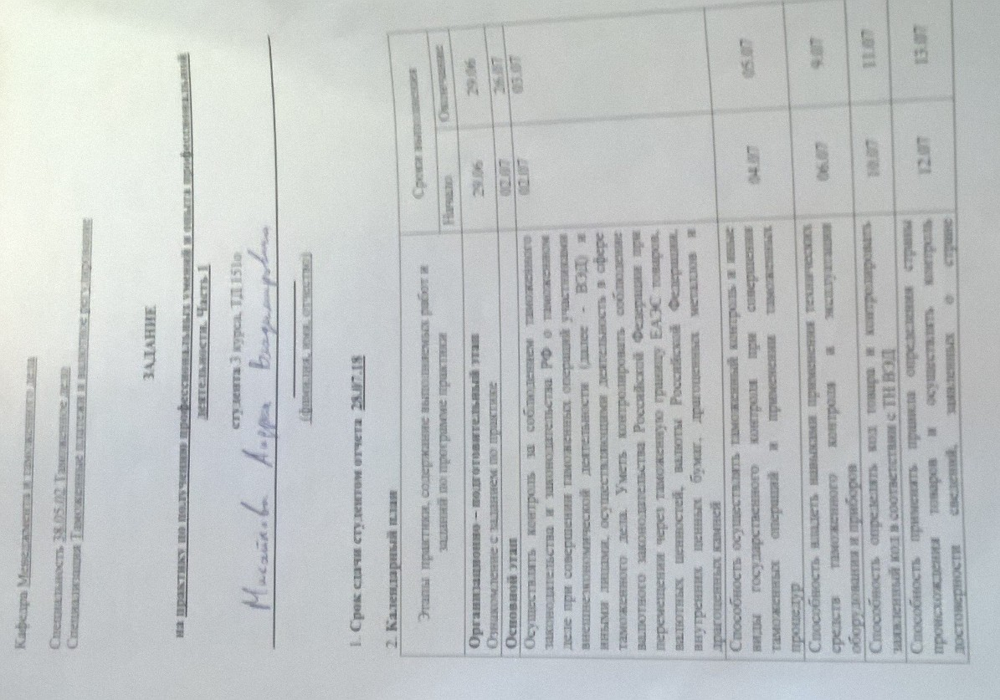 Кафедра Менеджмента и таможенного дела
Специальность 38.05.02 Таможенное дело
Специализация Таможенные платежи и валютное регулирование
ЗАДАНИЕ
на практику по получению профессиональных умений и опыта профессиональной
деятельности. Часть 1
студента 3 курса, ТД 151о
Владимировича
(фамилия, имя, отчество)
1. Срок сдачи студентом отчета 28.07.18
2. Календарный план
Этапы практики, содержание выполняемых работ и
заданий по программе практики
Сроки выполнения
Начало Окончание
Организационно – подготовительный этап
Ознакомление с заданием по практике 29.06 29.06
Основной этап 02.07 26.07
Осуществлять контроль за соблюдением таможенного 02.07 03.07
законодательства и законодательства РФ о таможенном
деле при совершении таможенных операций участниками
внешнеэкономической деятельности (далее - ВЭД) и
иными лицами, осуществляющими деятельность в сфере
таможенного дела. Уметь контролировать соблюдение
валютного законодательства Российской Федерации при
перемещении через таможенную границу ЕАЭС товаров,
валютных ценностей, валюты Российской Федерации,
внутренних ценных бумаг, драгоценных металлов и
драгоценных камней
Способность осуществлять таможенный контроль и иные
виды государственного контроля при совершении
таможенных операций и применении таможенных
процедур
04.07 05.07
Способность владеть навыками применения технических
средств таможенного контроля и эксплуатации
оборудования и приборов
06.07 9.07
Способность определять код товара и контролировать
заявленный код в соответствии с ТН ВЭД
10.07 11.07
Способность применять правила определения страны
происхождения товаров и осуществлять контроль
достоверности сведений, заявленных о стране
12.07 13.07